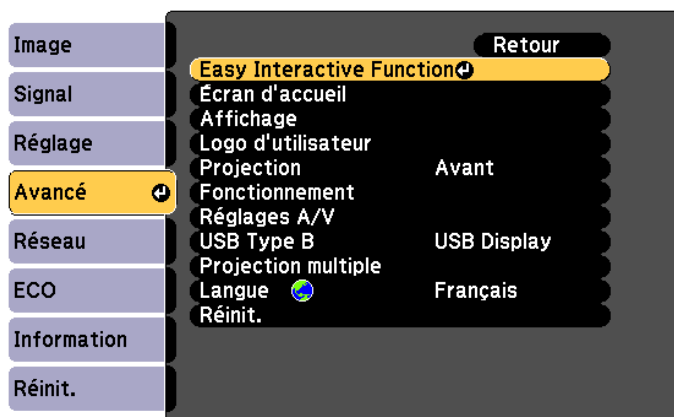 Image
Signal
Réglage
Avancé
Réseau
ECO
Information
Réinit.
Retour
Easy Interactive Function
Écran d'accueil
Affichage
Logo d'utilisateur
Projection Avant
Fonctionnement
Réglages A/V
USB Type B USB Display
Projection multiple
Langue Français
Réinit.